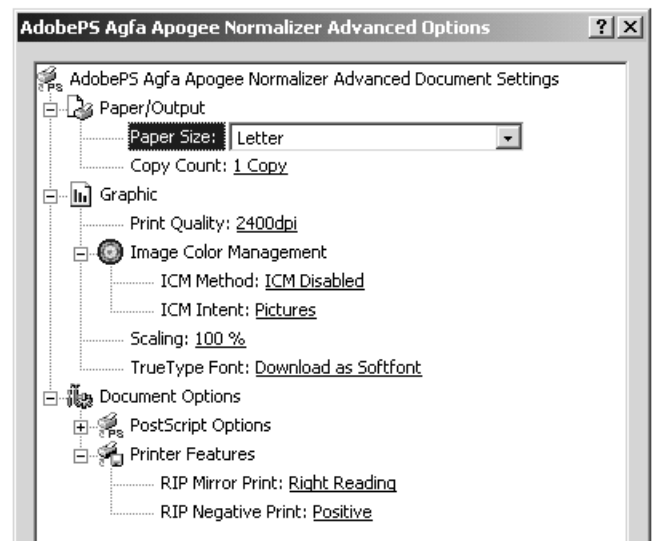 AdobePS Agfa Apogee Normalizer Advanced Options
AdobePS Agfa Apogee Normalizer Advanced Document Settings
Paper/Output
Paper Size: Letter
Copy Count: 1 Copy
Graphic
Print Quality: 2400dpi
Image Color Management
ICM Method: ICM Disabled
ICM Intent: Pictures
Scaling: 100 %
TrueType Font: Download as Softfont
Document Options
PostScript Options
Printer Features
RIP Mirror Print: Right Reading
RIP Negative Print: Positive